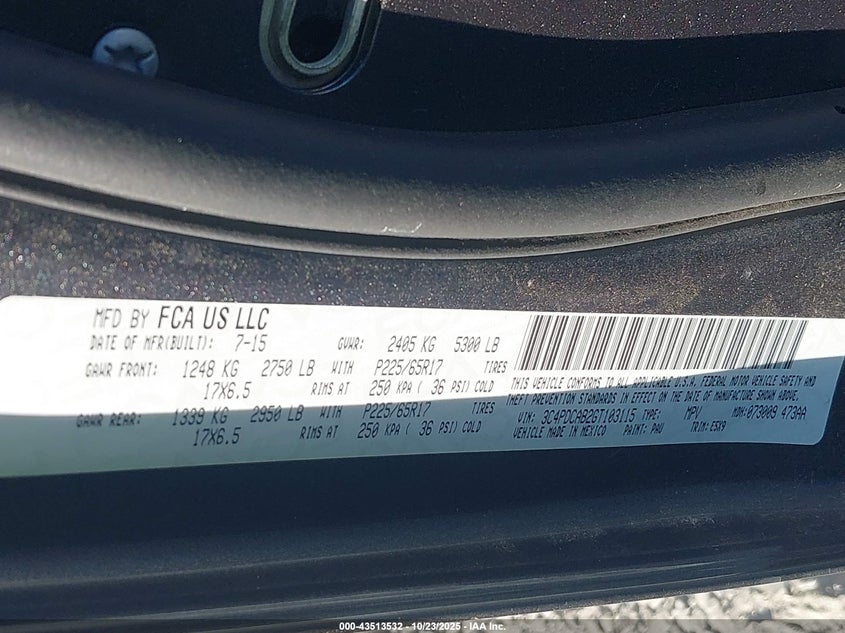 MFD BY FCA US LLC
DATE OF MFR(BUILT): 7-15 GVWR: 2405 KG 5300 LB
GAWR FRONT: 1248 KG 2750 LB WITH P225/65R17 TIRES
17X6.5 RIMS AT 250 KPA ( 36 PSI) COLD
GAWR REAR: 1339 KG 2950 LB WITH P225/65R17 TIRES
17X6.5 RIMS AT 250 KPA ( 36 PSI) COLD
THIS VEHICLE CONFORMS TO ALL APPLICABLE U.S.A. FEDERAL MOTOR VEHICLE SAFETY AND
THEFT PREVENTION STANDARDS IN EFFECT ON THE DATE OF MANUFACTURE SHOWN ABOVE.
VIN: 3C4PDCAB2GT103115 TYPE: MPV MDH: 073009 473AA
VEHICLE MADE IN MEXICO PAINT: PAU TRIM: E5X9
000-43513532 - 10/23/2025 - IAA Inc.